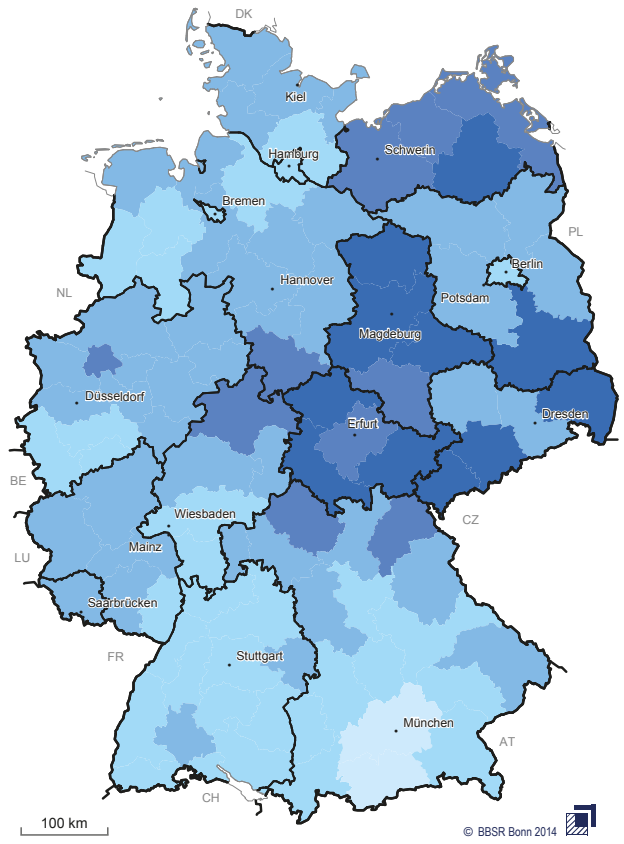 DK
Kiel
Hamburg
Schwerin
Bremen
PL
Berlin
NL
Hannover
Potsdam
Magdeburg
Düsseldorf
Dresden
Erfurt
BE
Wiesbaden
CZ
Mainz
LU
Saarbrücken
FR
Stuttgart
München
AT
CH
100 km
© BBSR Bonn 2014